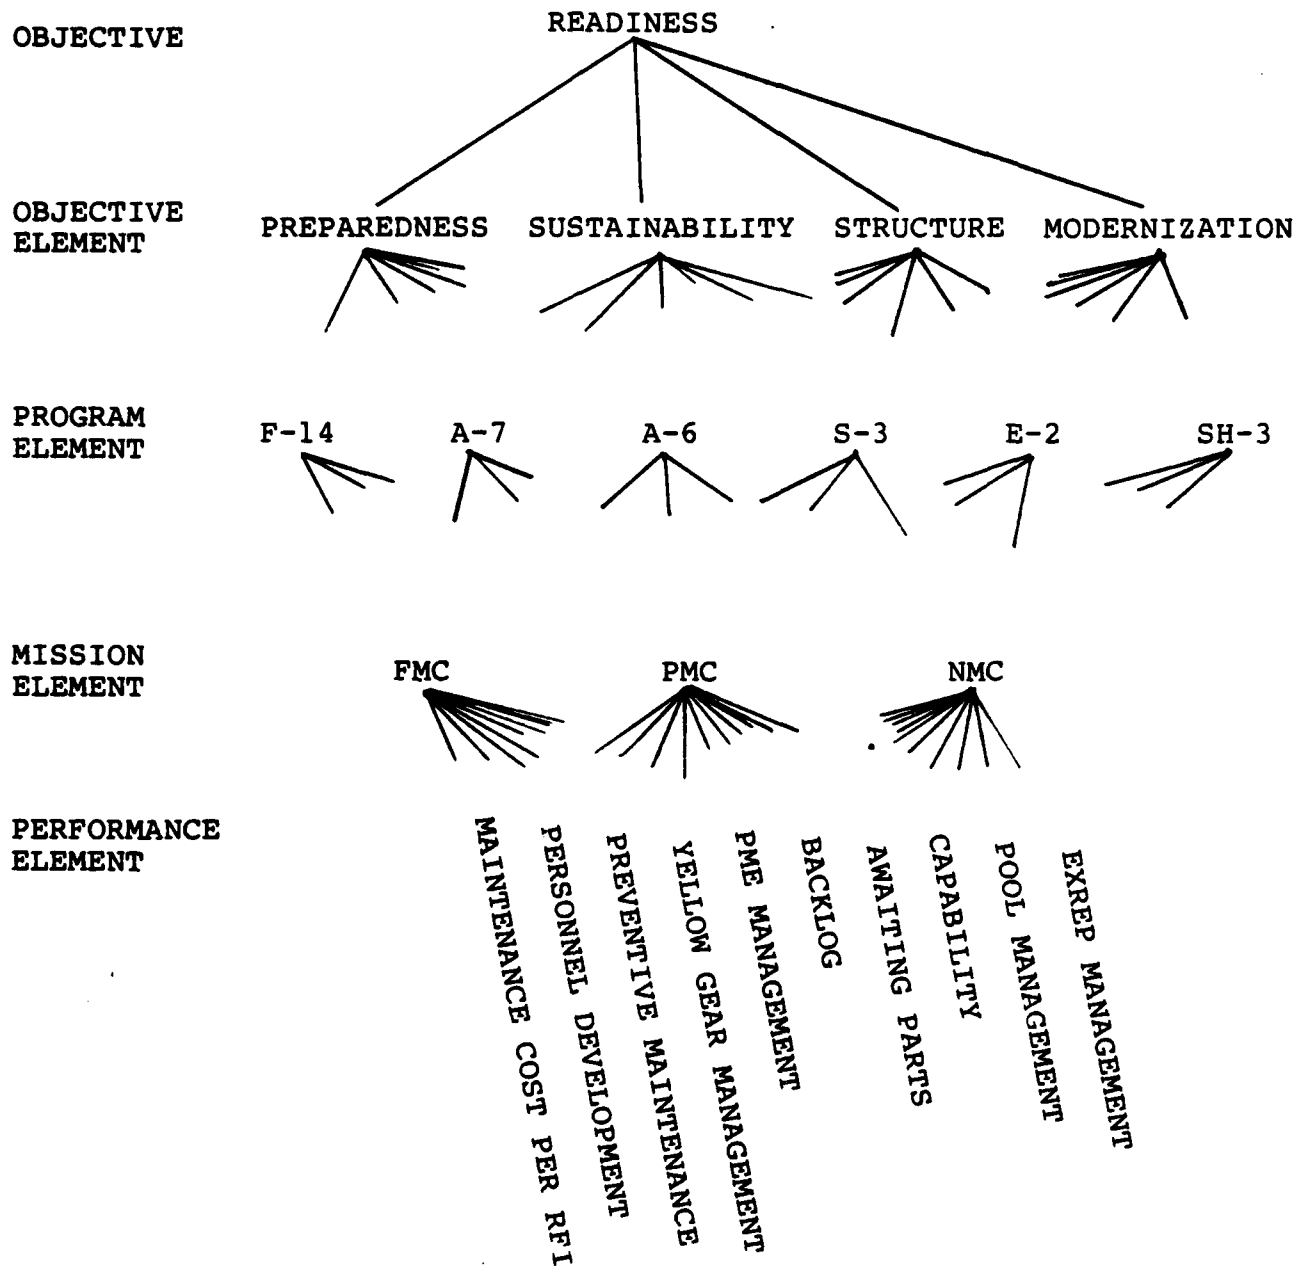 OBJECTIVE
READINESS
OBJECTIVE
ELEMENT
PREPAREDNESS
SUSTAINABILITY
STRUCTURE
MODERNIZATION
PROGRAM
ELEMENT
F-14
A-7
A-6
S-3
E-2
SH-3
MISSION
ELEMENT
FMC
PMC
NMC
PERFORMANCE
ELEMENT
MAINTENANCE COST PER RFI
PERSONNEL DEVELOPMENT
PREVENTIVE MAINTENANCE
YELLOW GEAR MANAGEMENT
PME MANAGEMENT
BACKLOG
AWAITING PARTS
CAPABILITY
POOL MANAGEMENT
EXREP MANAGEMENT